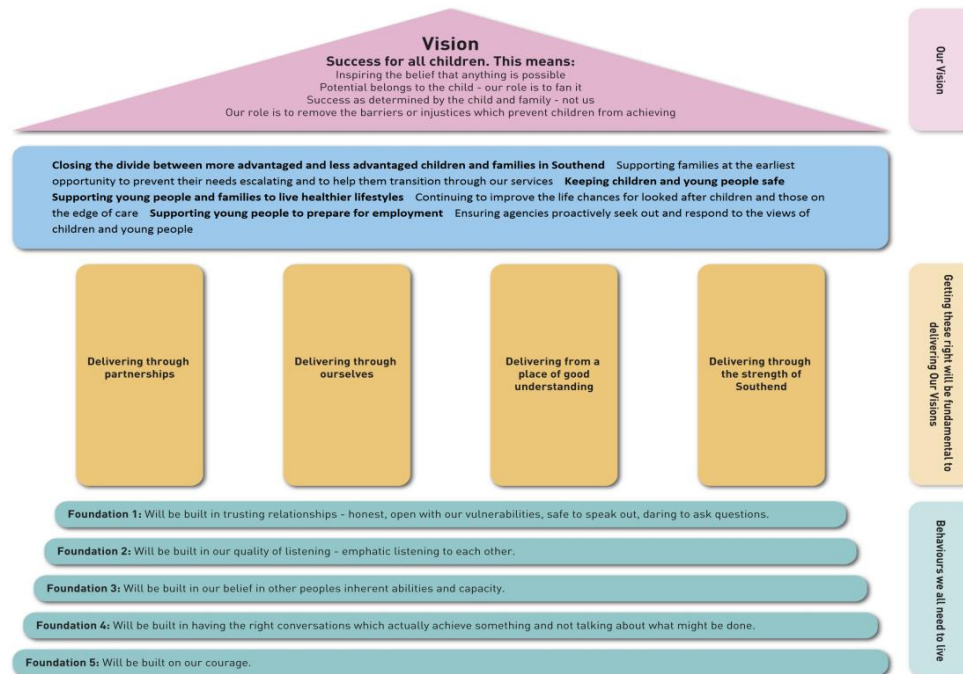 Vision
Success for all children. This means:
Inspiring the belief that anything is possible
Potential belongs to the child - our role is to fan it
Success as determined by the child and family - not us
Our role is to remove the barriers or injustices which prevent children from achieving
Our Vision
Closing the divide between more advantaged and less advantaged children and families in Southend Supporting families at the earliest
opportunity to prevent their needs escalating and to help them transition through our services Keeping children and young people safe
Supporting young people and families to live healthier lifestyles Continuing to improve the life chances for looked after children and those on
the edge of care Supporting young people to prepare for employment Ensuring agencies proactively seek out and respond to the views of
children and young people
Delivering through
partnerships
Delivering through
ourselves
Delivering from a
place of good
understanding
Delivering through
the strength of
Southend
Getting these right will be fundamental to
delivering Our Visions
Foundation 1: Will be built in trusting relationships - honest, open with our vulnerabilities, safe to speak out, daring to ask questions.
Foundation 2: Will be built in our quality of listening - emphatic listening to each other.
Foundation 3: Will be built in our belief in other peoples inherent abilities and capacity.
Foundation 4: Will be built in having the right conversations which actually achieve something and not talking about what might be done.
Foundation 5: Will be built on our courage.
Behaviours we all need to live